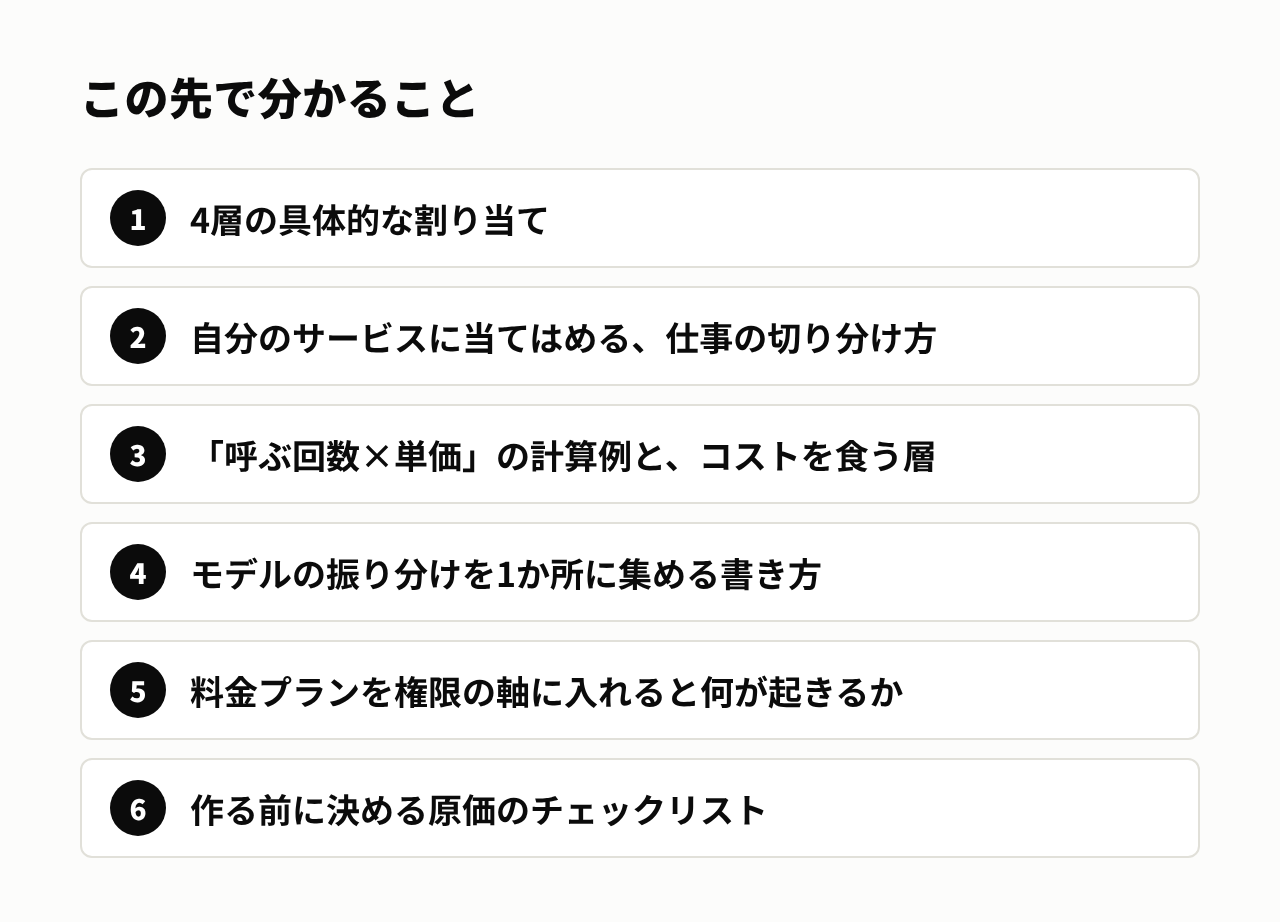 この先で分かること
1 4層の具体的な割り当て
2 自分のサービスに当てはめる、仕事の切り分け方
3 「呼ぶ回数×単価」の計算例と、コストを食う層
4 モデルの振り分けを1か所に集める書き方
5 料金プランを権限の軸に入れると何が起きるか
6 作る前に決める原価のチェックリスト